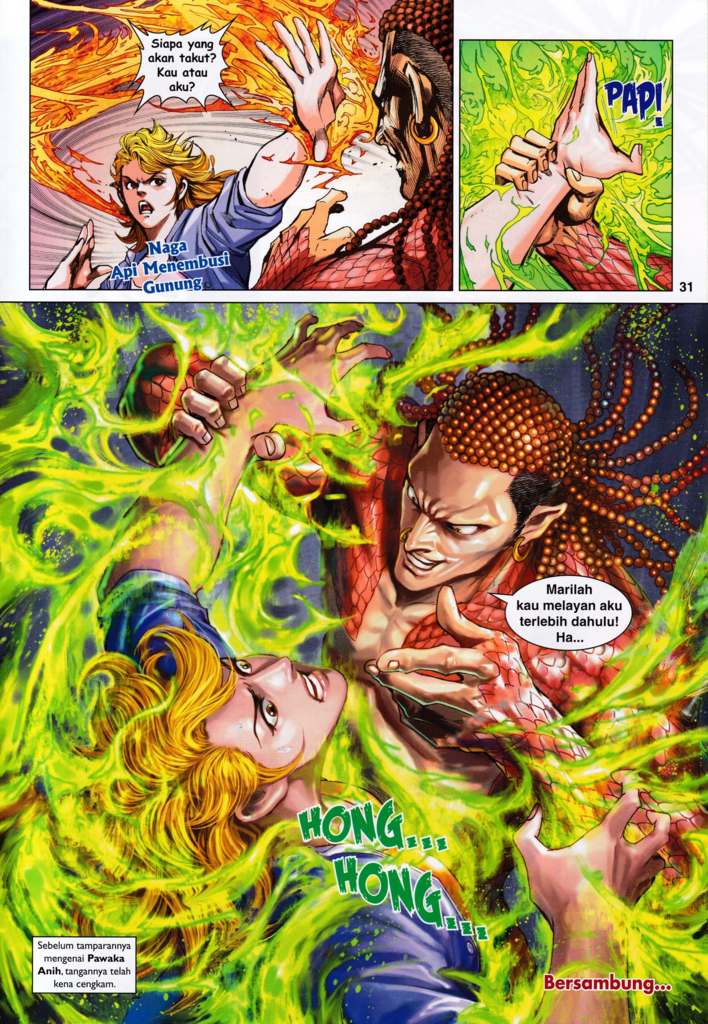 Siapa yang
akan takut?
Kau atau
aku?
Naga
Api Menembusi
Gunung
PAP!
31
Marilah
kau melayan aku
terlebih dahulu!
Ha...
HONG...
HONG...
Sebelum tamparannya
mengenai Pawaka
Anih, tangannya telah
kena cengkam.
Bersambung...